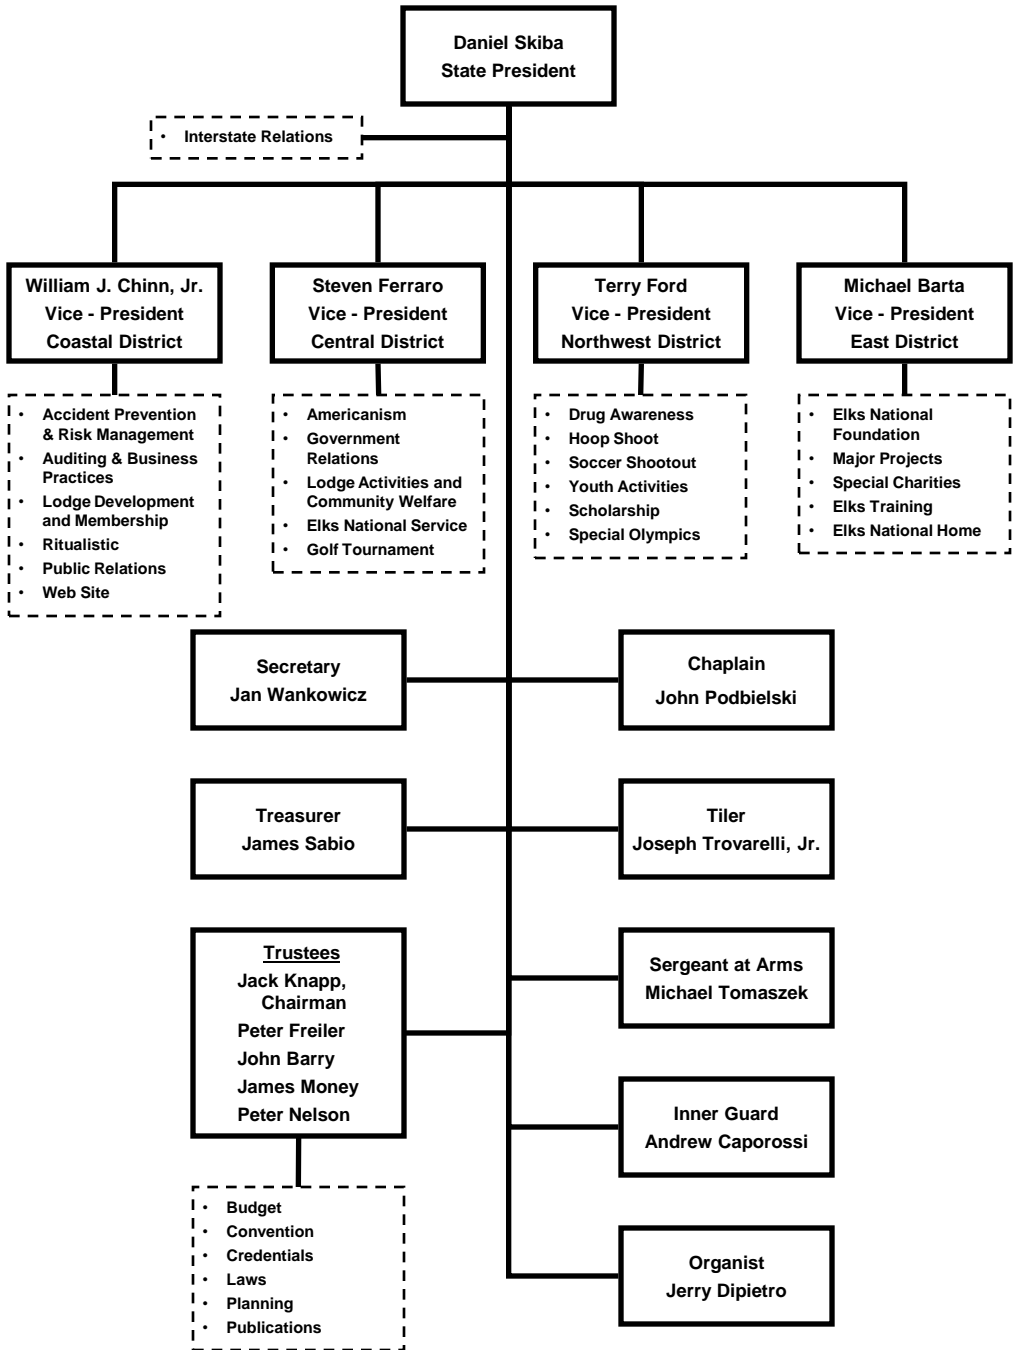 Daniel Skiba
State President
• Interstate Relations
William J. Chinn, Jr.
Vice - President
Coastal District
Steven Ferraro
Vice - President
Central District
Terry Ford
Vice - President
Northwest District
Michael Barta
Vice - President
East District
• Accident Prevention
& Risk Management
• Auditing & Business
Practices
• Lodge Development
and Membership
• Ritualistic
• Public Relations
• Web Site
• Americanism
• Government
Relations
• Lodge Activities and
Community Welfare
• Elks National Service
• Golf Tournament
• Drug Awareness
• Hoop Shoot
• Soccer Shootout
• Youth Activities
• Scholarship
• Special Olympics
• Elks National
Foundation
• Major Projects
• Special Charities
• Elks Training
• Elks National Home
Secretary
Jan Wankowicz
Chaplain
John Podbielski
Treasurer
James Sabio
Tiler
Joseph Trovarelli, Jr.
Trustees
Jack Knapp,
Chairman
Peter Freiler
John Barry
James Money
Peter Nelson
Sergeant at Arms
Michael Tomaszek
Inner Guard
Andrew Caporossi
• Budget
• Convention
• Credentials
• Laws
• Planning
• Publications
Organist
Jerry Dipietro